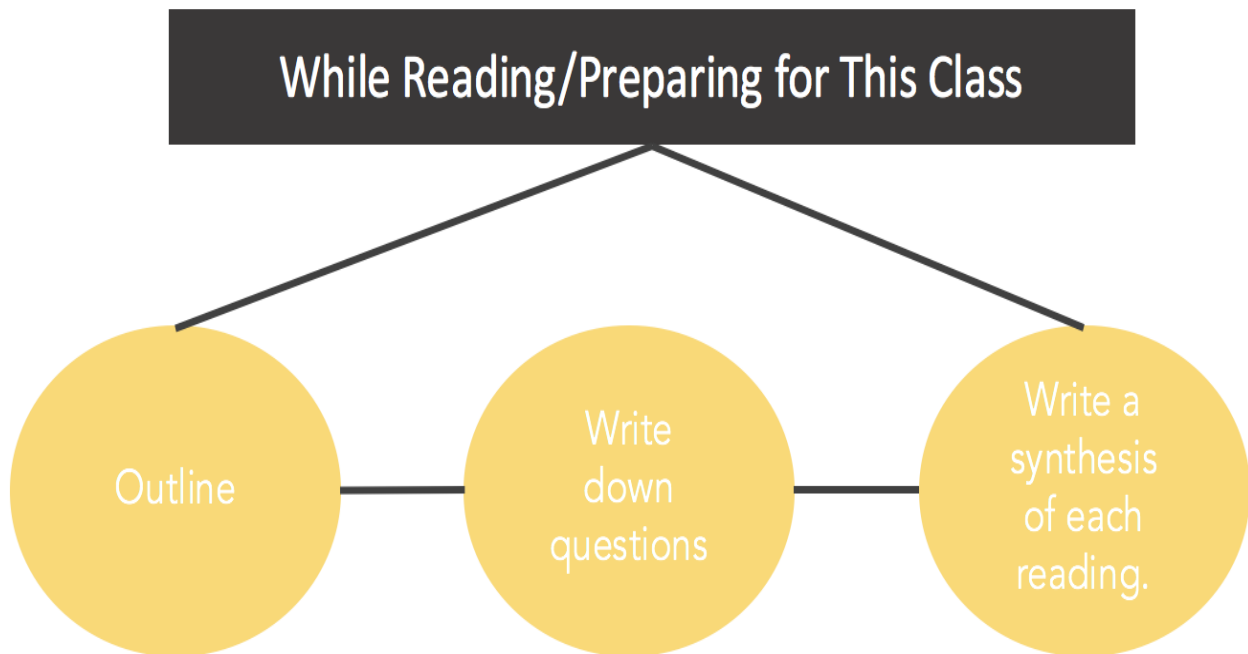 While Reading/Preparing for This Class
Outline
Write
down
questions
Write a
synthesis
of each
reading.